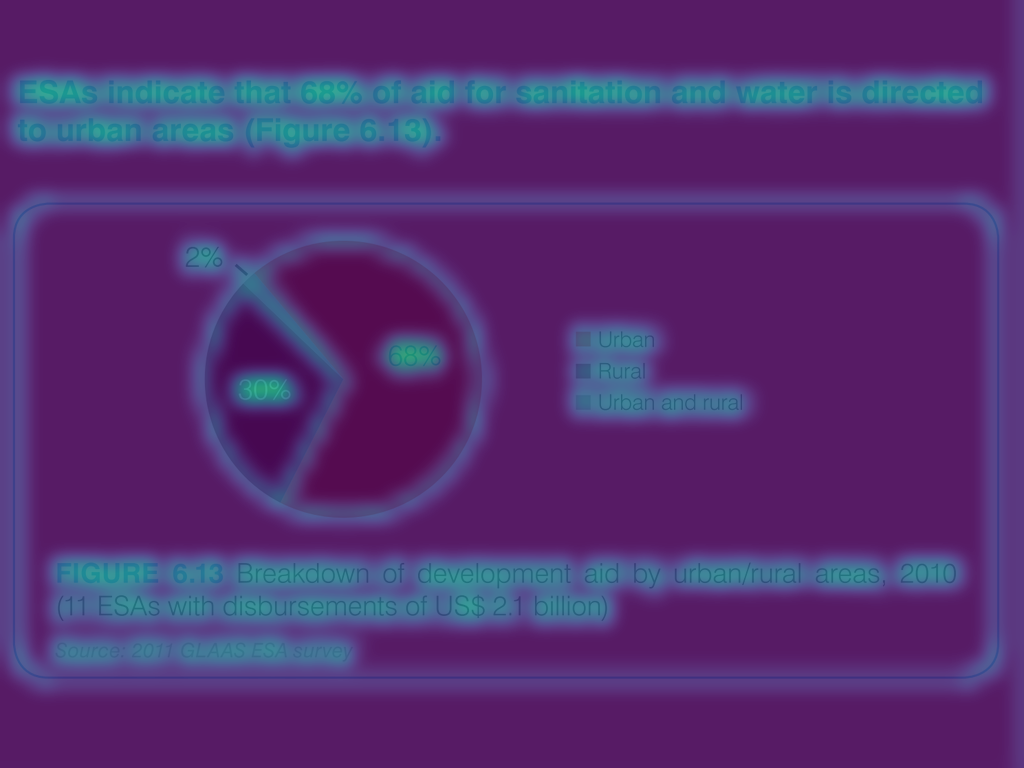 ESAs indicate that 68% of aid for sanitation and water is directed
to urban areas (Figure 6.13).
2%
68%
30%
Urban
Rural
Urban and rural
FIGURE 6.13 Breakdown of development aid by urban/rural areas, 2010
(11 ESAs with disbursements of US$ 2.1 billion)
Source: 2011 GLAAS ESA survey